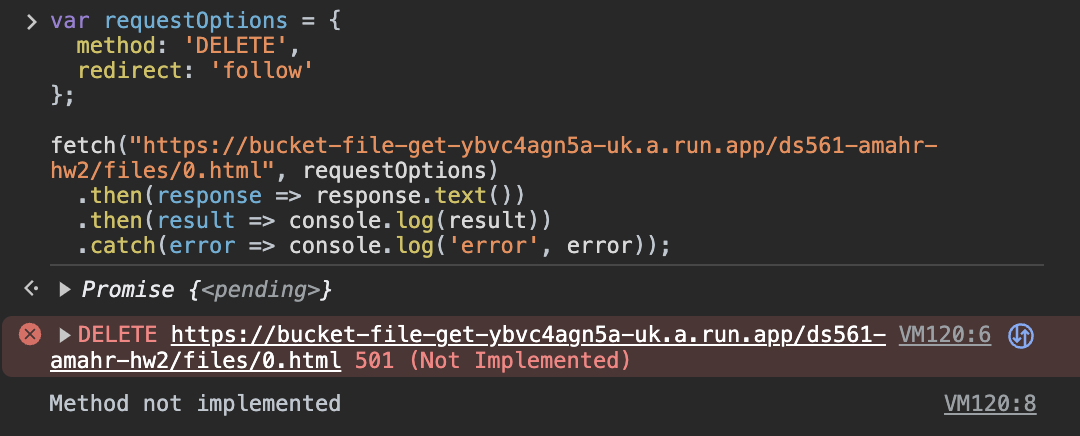 > var requestOptions = {
  method: 'DELETE',
  redirect: 'follow'
};

fetch("https://bucket-file-get-ybvc4agn5a-uk.a.run.app/ds561-amahr-
hw2/files/0.html", requestOptions)
  .then(response => response.text())
  .then(result => console.log(result))
  .catch(error => console.log('error', error));
Promise {<pending>}
DELETE https://bucket-file-get-ybvc4agn5a-uk.a.run.app/ds561- VM120:6
amahr-hw2/files/0.html 501 (Not Implemented)
Method not implemented VM120:8